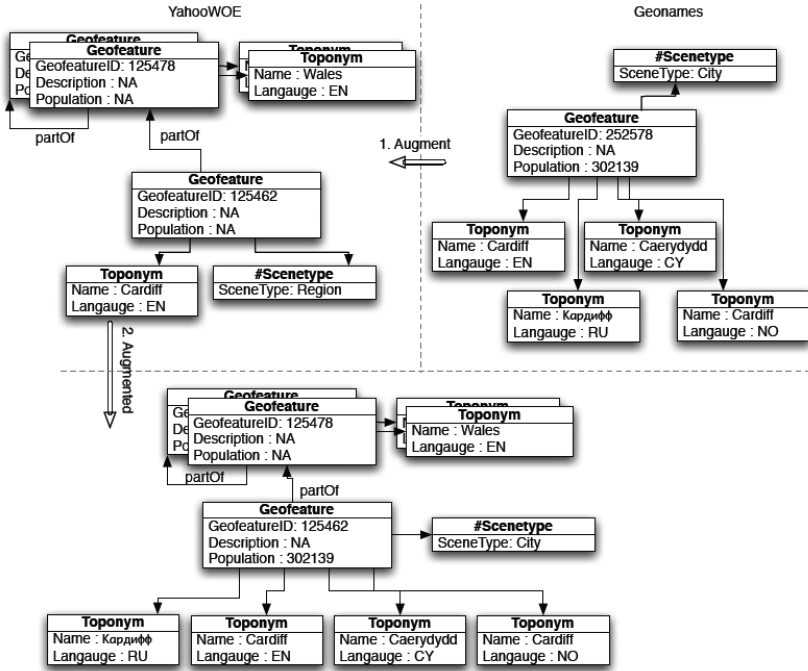 YahooWOE
Geonames
Geofeature
Geofeature
GeofeatureID: 125478
Description : NA
Population : NA
Toponym
Toponym
Name : Wales
Langauge : EN
partOf
partOf
#Scenetype
SceneType: City
1. Augment
Geofeature
GeofeatureID: 252578
Description : NA
Population : 302139
Geofeature
GeofeatureID: 125462
Description : NA
Population : NA
Toponym
Name : Cardiff
Langauge : EN
Toponym
Name : Caerydydd
Langauge : CY
Toponym
Name : Cardiff
Langauge : EN
#Scenetype
SceneType: Region
Toponym
Name : Кардифф
Langauge : RU
Toponym
Name : Cardiff
Langauge : NO
2. Augmented
Geofeature
Geofeature
GeofeatureID: 125478
Description : NA
Population : NA
Toponym
Toponym
Name : Wales
Langauge : EN
partOf
partOf
Geofeature
GeofeatureID: 125462
Description : NA
Population : 302139
#Scenetype
SceneType: City
Toponym
Name : Кардифф
Langauge : RU
Toponym
Name : Cardiff
Langauge : EN
Toponym
Name : Caerydydd
Langauge : CY
Toponym
Name : Cardiff
Langauge : NO